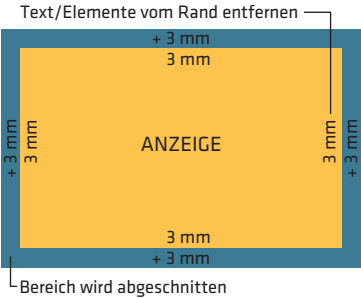 Text/Elemente vom Rand entfernen
+ 3 mm
3 mm
+ 3 mm
3 mm
ANZEIGE
3 mm
+ 3 mm
3 mm
+ 3 mm
Bereich wird abgeschnitten